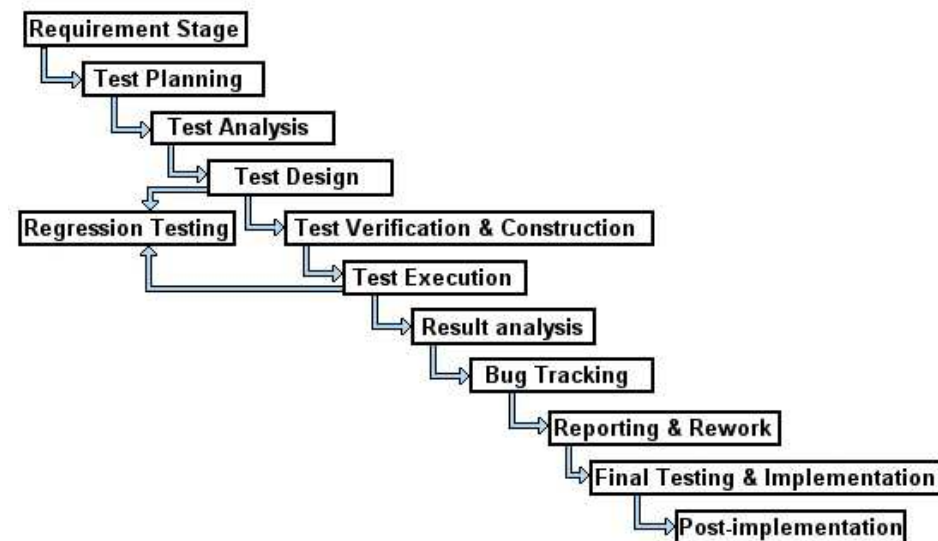 Requirement Stage
Test Planning
Test Analysis
Test Design
Regression Testing
Test Verification & Construction
Test Execution
Result analysis
Bug Tracking
Reporting & Rework
Final Testing & Implementation
Post-implementation